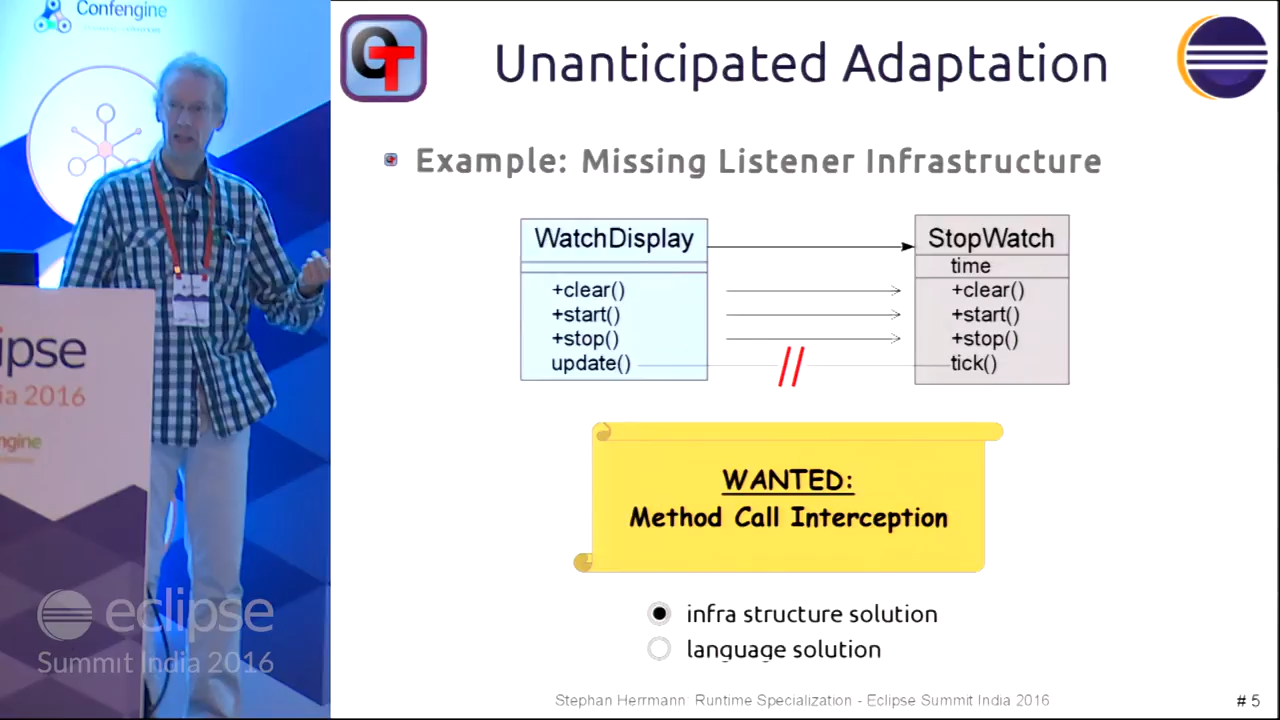 Confengine
OT
Unanticipated Adaptation
Example: Missing Listener Infrastructure
WatchDisplay
+clear()
+start()
+stop()
update()
StopWatch
time
+clear()
+start()
+stop()
tick()
//
WANTED:
Method Call Interception
infra structure solution
language solution
Stephan Herrmann: Runtime Specialization - Eclipse Summit India 2016
# 5
clipse
ia 2016
ngine
eclipse
Summit India 2016